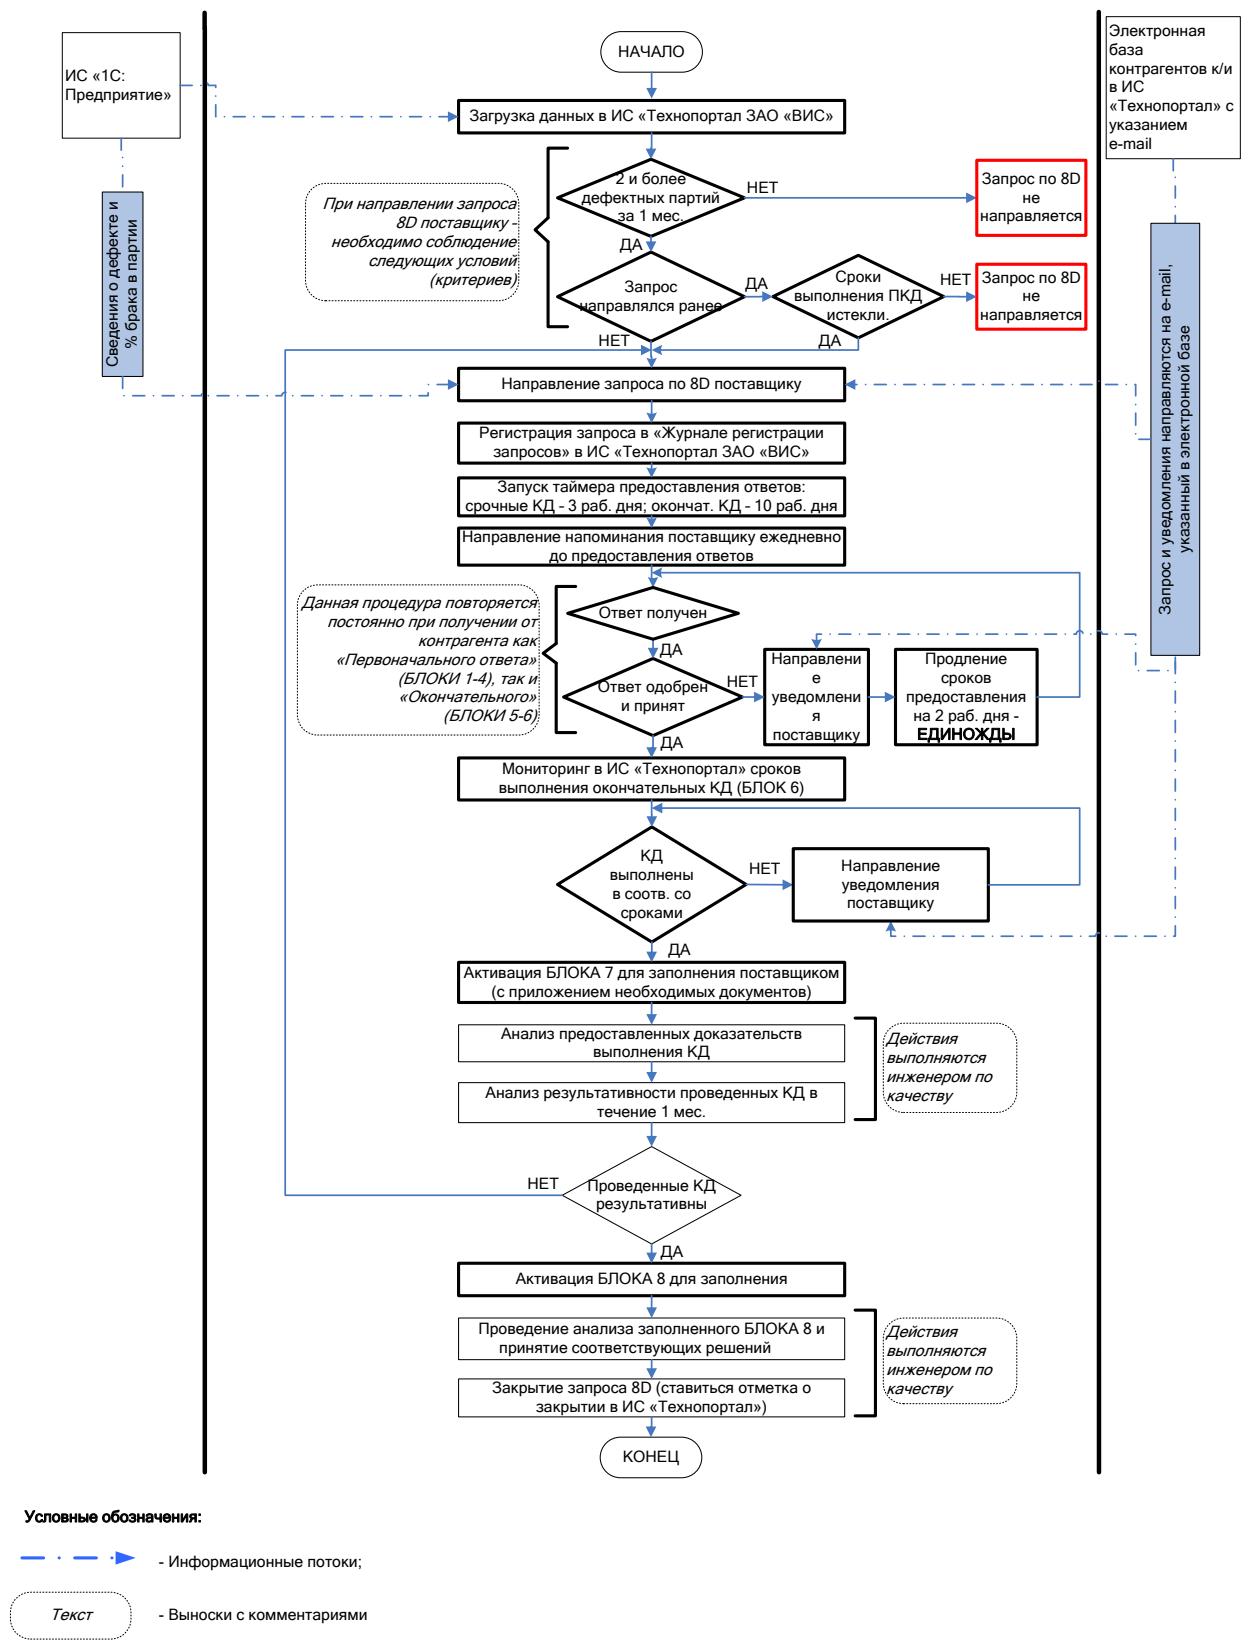 НАЧАЛО
ИС «1С:
Предприятие»
Электронная
база
контрагентов к/и
в ИС
«Технопортал» с
указанием
e-mail
Загрузка данных в ИС «Технопортал ЗАО «ВИС»
2 и более
дефектных партий
за 1 мес.
НЕТ
Запрос по 8D
не
направляется
При направлении запроса
8D поставщику -
необходимо соблюдение
следующих условий
(критериев)
ДА
Запрос
направлялся ранее
ДА
Сроки
выполнения ПКД
истекли.
НЕТ
Запрос по 8D
не
направляется
НЕТ
ДА
Сведения о дефекте и
% брака в партии
Запрос и уведомления направляются на e-mail,
указанный в электронной базе
Направление запроса по 8D поставщику
Регистрация запроса в «Журнале регистрации
запросов» в ИС «Технопортал ЗАО «ВИС»
Запуск таймера предоставления ответов:
срочные КД - 3 раб. дня; окончат. КД - 10 раб. дня
Направление напоминания поставщику ежедневно
до предоставления ответов
Данная процедура повторяется
постоянно при получении от
контрагента как
«Первоначального ответа»
(БЛОКИ 1-4), так и
«Окончательного»
(БЛОКИ 5-6)
Ответ получен
ДА
Ответ одобрен
и принят
НЕТ
Направлени
е
уведомлени
я
поставщику
Продление
сроков
предоставления
на 2 раб. дня -
ЕДИНОЖДЫ
ДА
Мониторинг в ИС «Технопортал» сроков
выполнения окончательных КД (БЛОК 6)
КД
выполнены
в соотв. со
сроками
НЕТ
Направление
уведомления
поставщику
ДА
Активация БЛОКА 7 для заполнения поставщиком
(с приложением необходимых документов)
Анализ предоставленных доказательств
выполнения КД
Анализ результативности проведенных КД в
течение 1 мес.
Действия
выполняются
инженером по
качеству
НЕТ
Проведенные КД
результативны
ДА
Активация БЛОКА 8 для заполнения
Проведение анализа заполненного БЛОКА 8 и
принятие соответствующих решений
Закрытие запроса 8D (ставиться отметка о
закрытии в ИС «Технопортал»)
Действия
выполняются
инженером по
качеству
КОНЕЦ
Условные обозначения:
- Информационные потоки;
Текст
- Выноски с комментариями